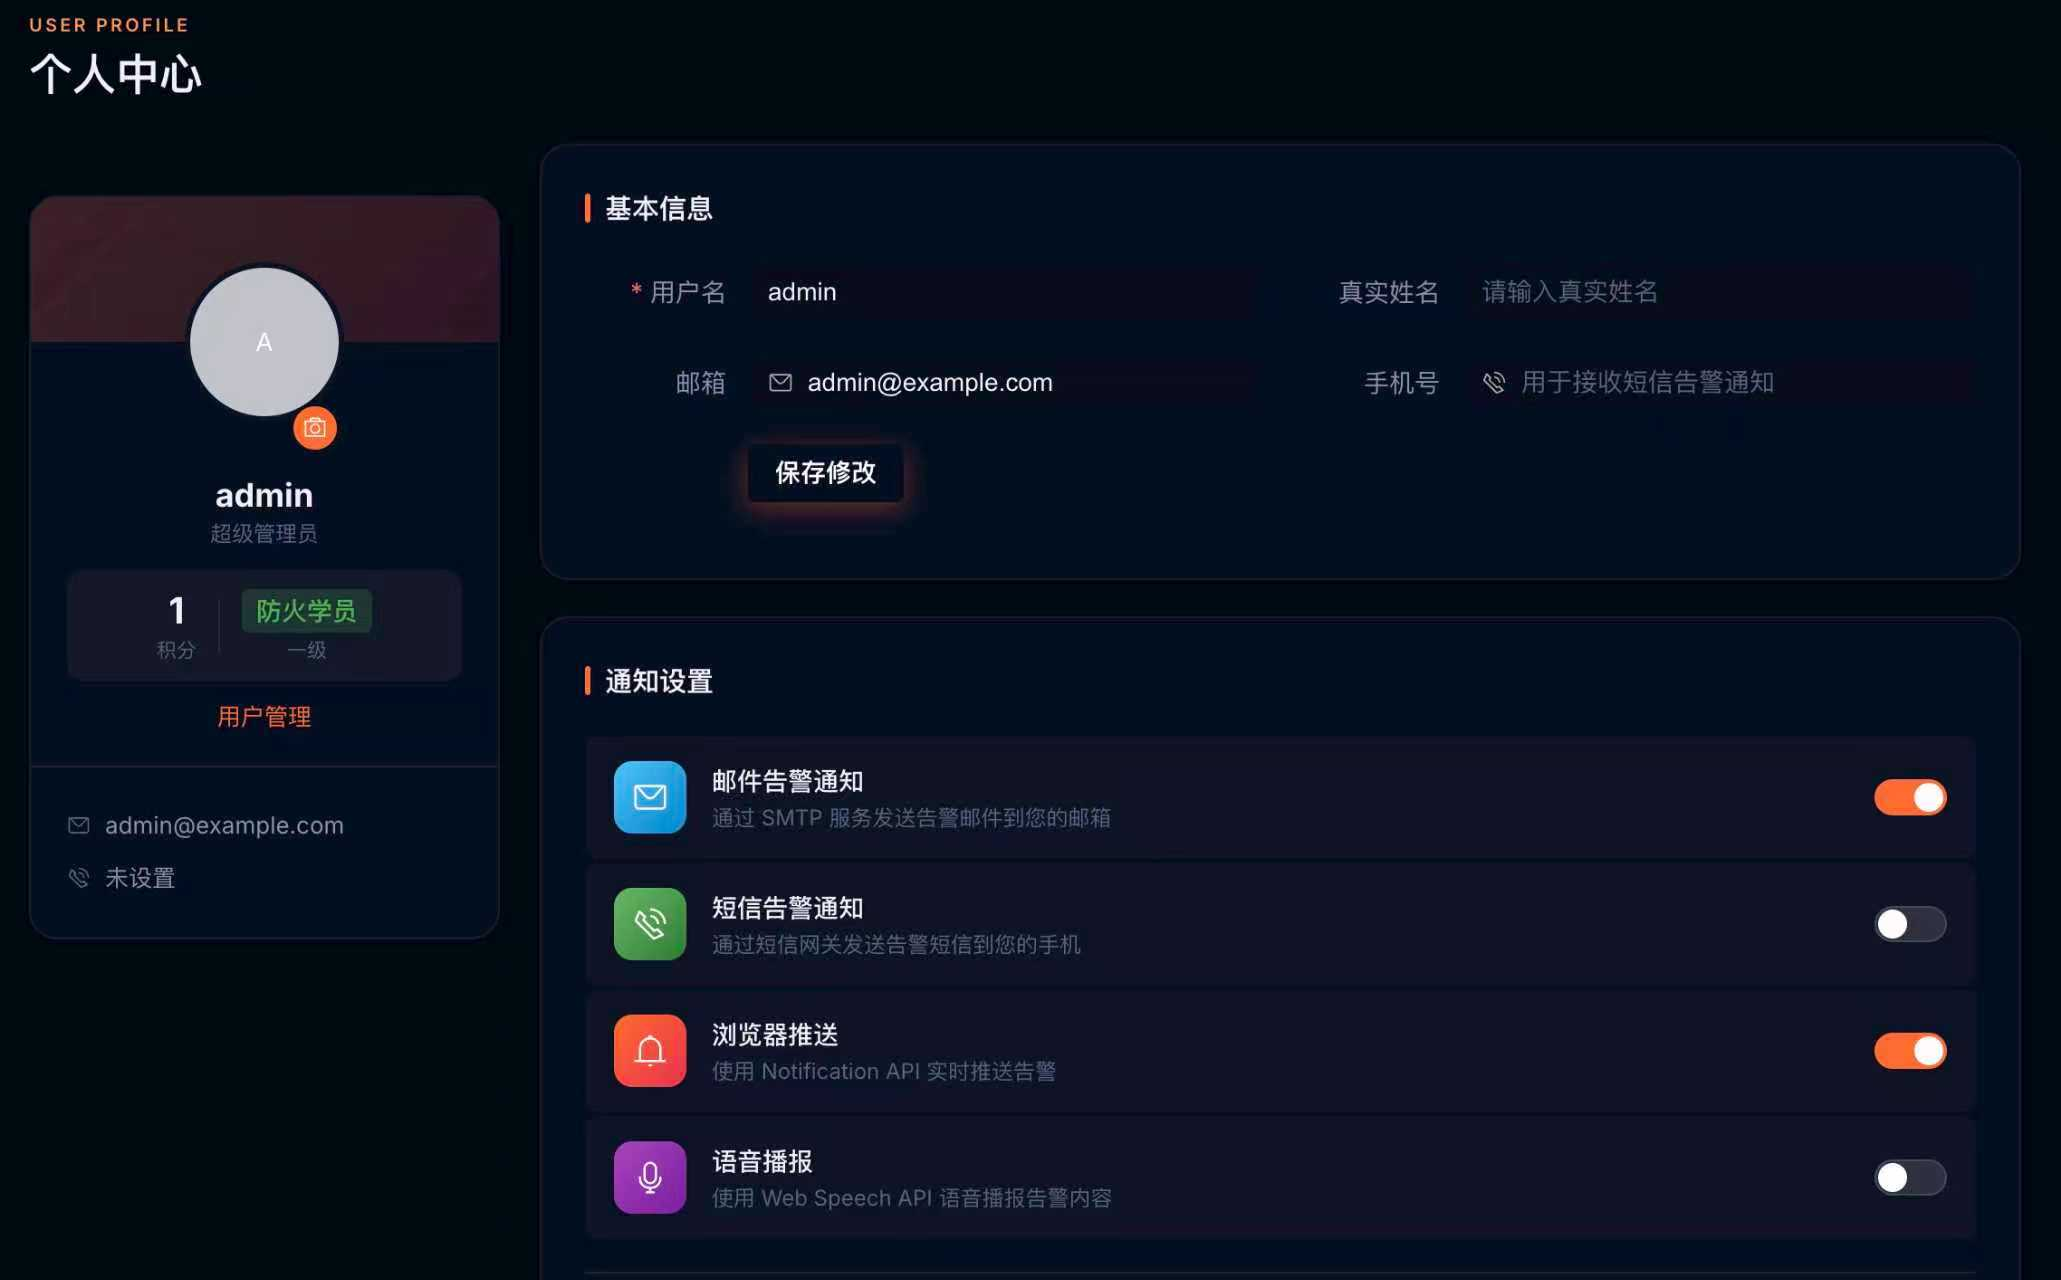 USER PROFILE
个人中心
A
admin
超级管理员
1
积分
防火学员
一级
用户管理
admin@example.com
未设置
基本信息
* 用户名 admin
真实姓名 请输入真实姓名
邮箱 admin@example.com
手机号 用于接收短信告警通知
保存修改
通知设置
邮件告警通知
通过 SMTP 服务发送告警邮件到您的邮箱
短信告警通知
通过短信网关发送告警短信到您的手机
浏览器推送
使用 Notification API 实时推送告警
语音播报
使用 Web Speech API 语音播报告警内容